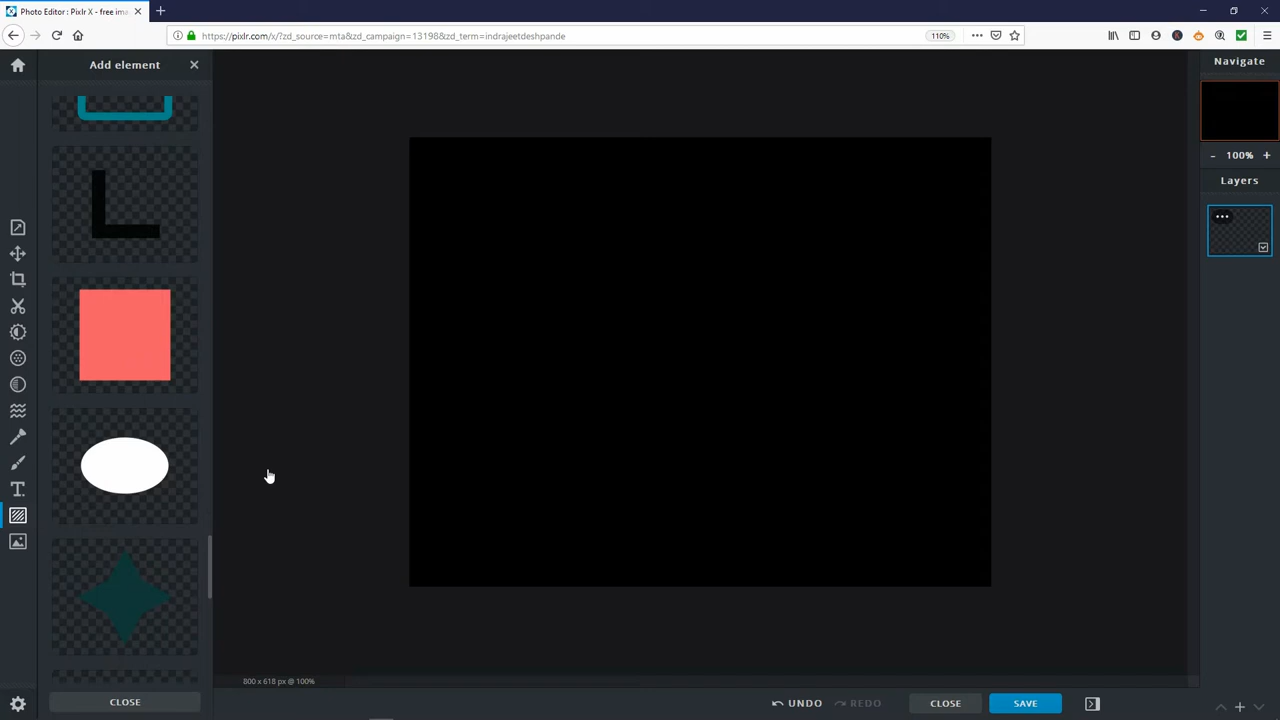 Photo Editor : Pixlr X - free ima
https://pixlr.com/x/?zd_source=mta&zd_campaign=13198&zd_term=indrajeetdeshpande
110%
Add element
Navigate
- 100% +
Layers
800 x 618 px @ 100%
CLOSE
UNDO
REDO
CLOSE
SAVE